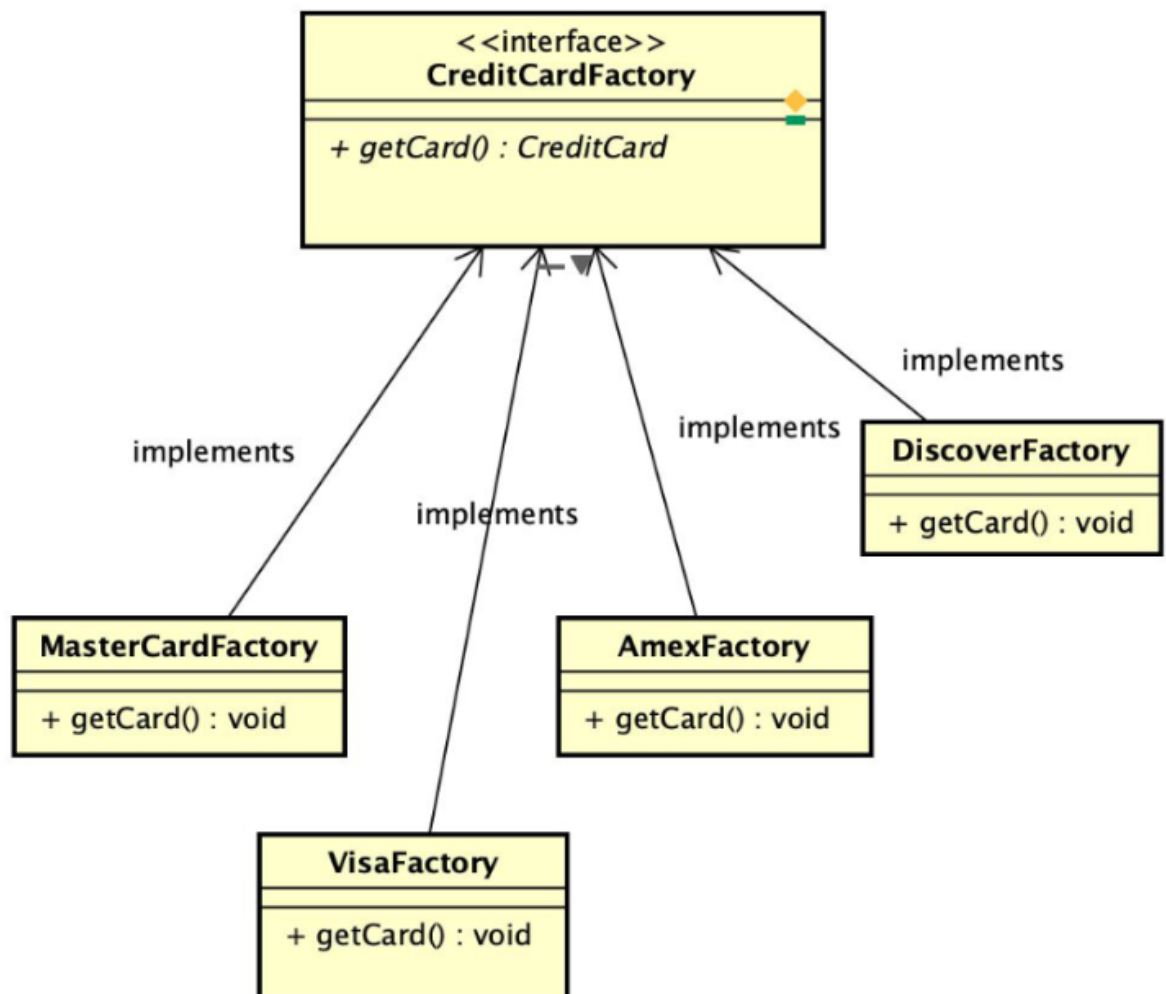 <<interface>>
CreditCardFactory
+ getCard() : CreditCard
implements
implements
implements
implements
DiscoverFactory
+ getCard() : void
MasterCardFactory
+ getCard() : void
AmexFactory
+ getCard() : void
VisaFactory
+ getCard() : void